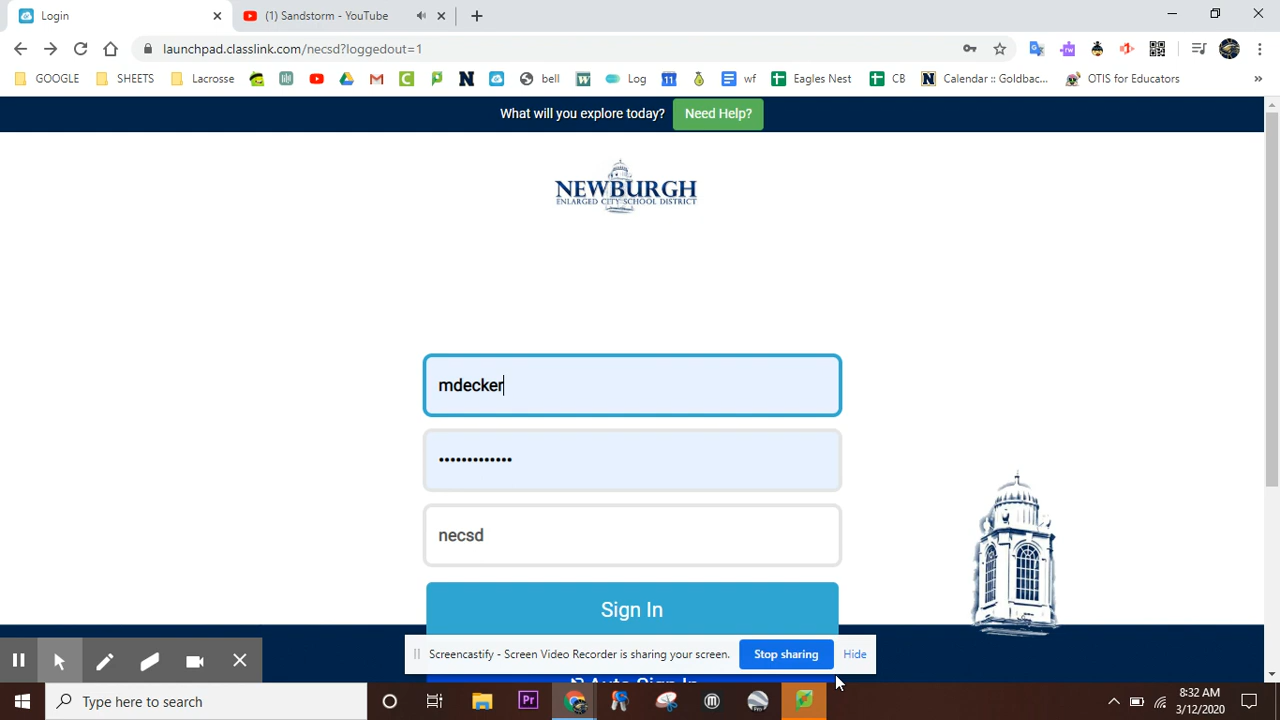 Login
(1) Sandstorm - YouTube
launchpad.classlink.com/necsd?loggedout=1
GOOGLE SHEETS Lacrosse bell Log 11 wf Eagles Nest CB Calendar :: Goldbac... OTIS for Educators »
What will you explore today? Need Help?
NEWBURGH
ENLARGED CITY SCHOOL DISTRICT
mdecker
•••••••••••••
necsd
Sign In
Screencastify - Screen Video Recorder is sharing your screen. Stop sharing Hide
Type here to search
Pr
8:32 AM
3/12/2020